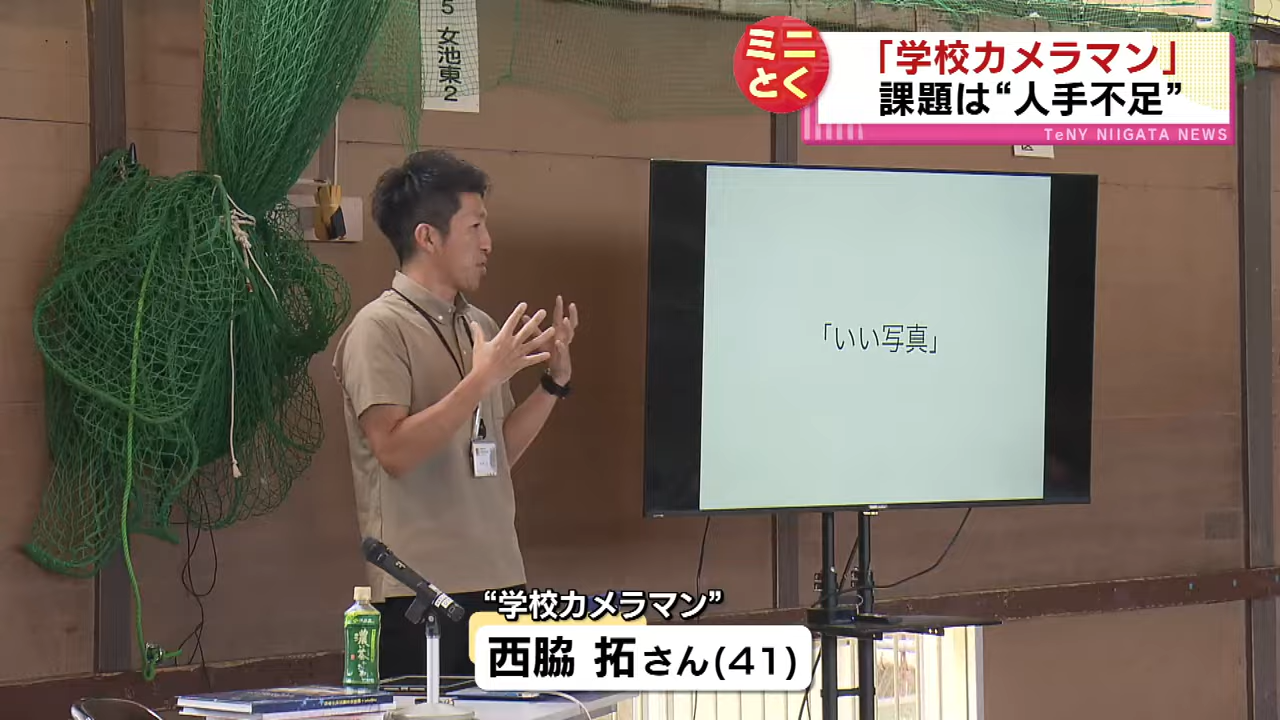 5 女池東2
ミニ
とく
「学校カメラマン」
課題は“人手不足”
TeNY NIIGATA NEWS
区
「いい写真」
“学校カメラマン”
西脇 拓さん(41)